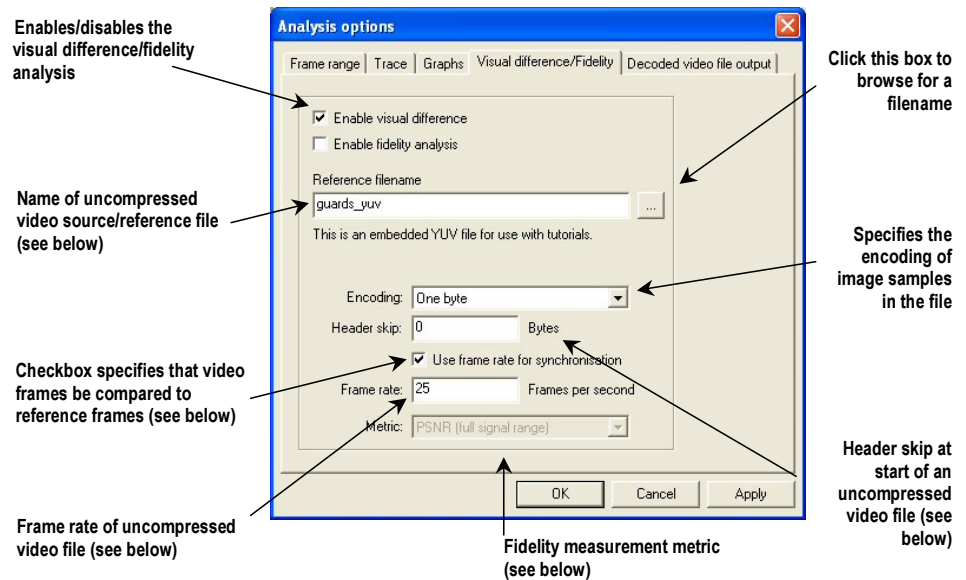 Enables/disables the
visual difference/fidelity
analysis
Analysis options
Frame range
Trace
Graphs
Visual difference/Fidelity
Decoded video file output
Click this box to
browse for a
filename
Enable visual difference
Enable fidelity analysis
Reference filename
guards_yuv
...
This is an embedded YUV file for use with tutorials.
Name of uncompressed
video source/reference file
(see below)
Specifies the
encoding of
image samples
in the file
Encoding: One byte
Header skip: 0 Bytes
Use frame rate for synchronisation
Frame rate: 25 Frames per second
Metric: PSNR (full signal range)
Checkbox specifies that video
frames be compared to
reference frames (see below)
OK
Cancel
Apply
Header skip at
start of an
uncompressed
video file (see
below)
Frame rate of uncompressed
video file (see below)
Fidelity measurement metric
(see below)